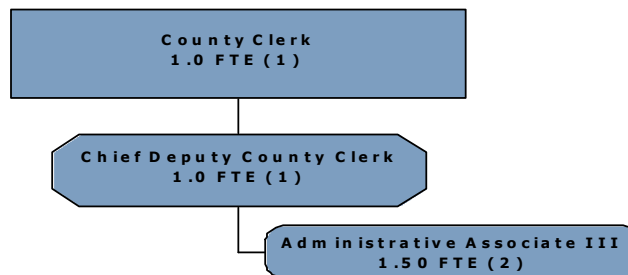 County Clerk
1.0 FTE (1)
Chief Deputy County Clerk
1.0 FTE (1)
Administrative Associate III
1.50 FTE (2)